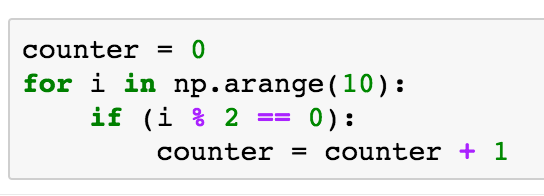 counter = 0
for i in np.arange(10):
    if (i % 2 == 0):
        counter = counter + 1